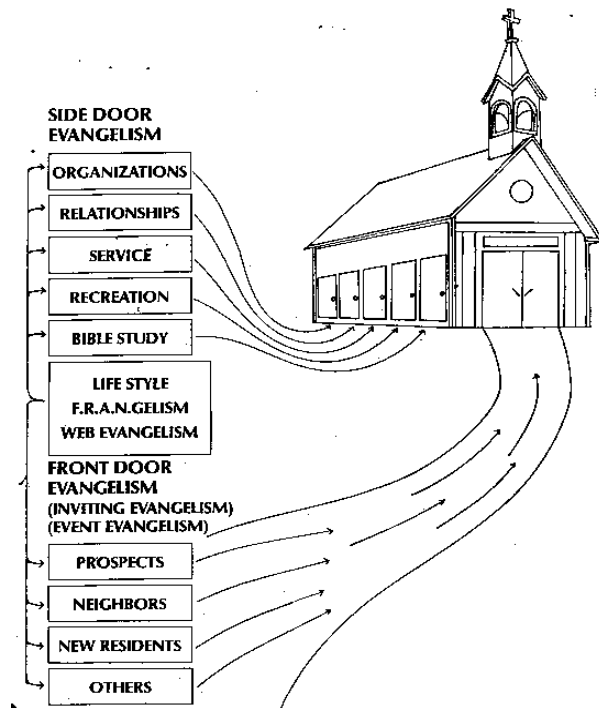 SIDE DOOR
EVANGELISM
ORGANIZATIONS
RELATIONSHIPS
SERVICE
RECREATION
BIBLE STUDY
LIFE STYLE
F.R.A.N.GELISM
WEB EVANGELISM
FRONT DOOR
EVANGELISM
(INVITING EVANGELISM)
(EVENT EVANGELISM)
PROSPECTS
NEIGHBORS
NEW RESIDENTS
OTHERS